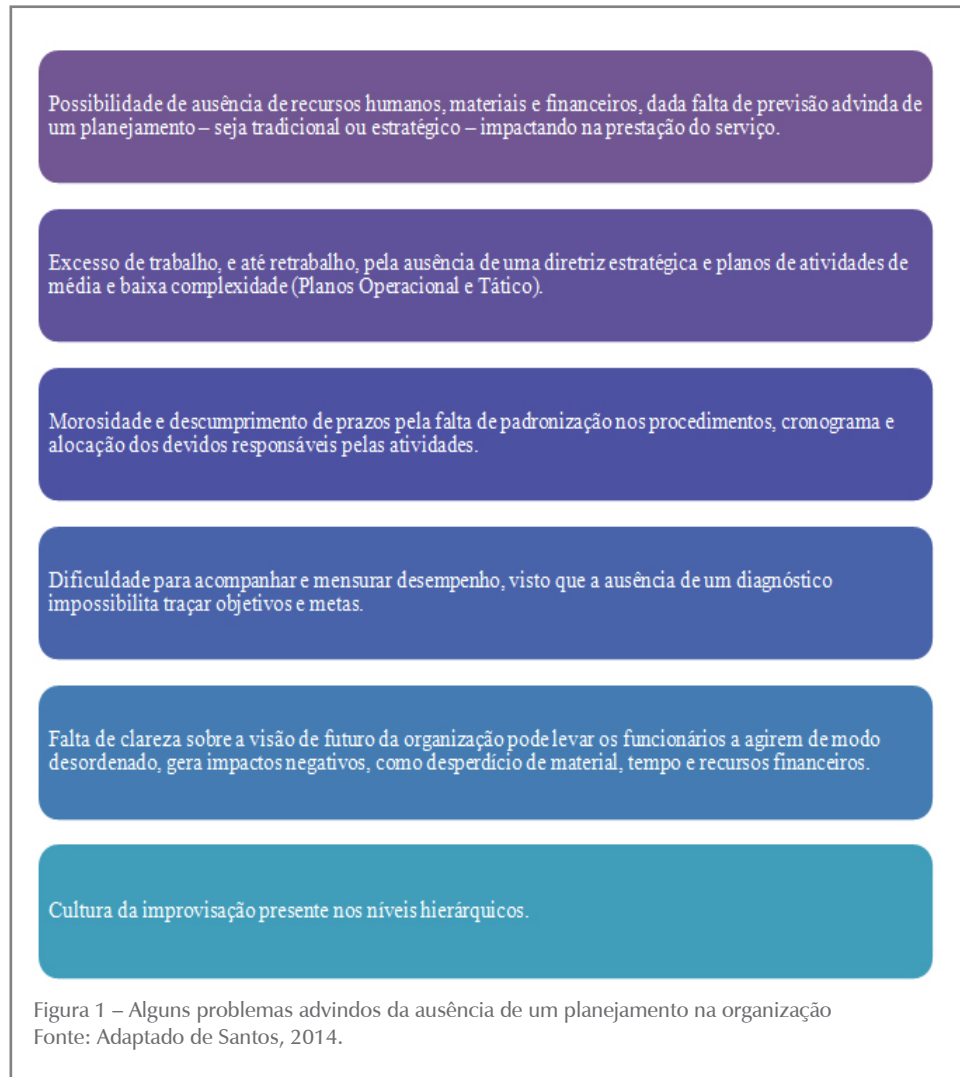 Possibilidade de ausência de recursos humanos, materiais e financeiros, dada falta de previsão advinda de
um planejamento – seja tradicional ou estratégico – impactando na prestação do serviço.
Excesso de trabalho, e até retrabalho, pela ausência de uma diretriz estratégica e planos de atividades de
média e baixa complexidade (Planos Operacional e Tático).
Morosidade e descumprimento de prazos pela falta de padronização nos procedimentos, cronograma e
alocação dos devidos responsáveis pelas atividades.
Dificuldade para acompanhar e mensurar desempenho, visto que a ausência de um diagnóstico
impossibilita traçar objetivos e metas.
Falta de clareza sobre a visão de futuro da organização pode levar os funcionários a agirem de modo
desordenado, gera impactos negativos, como desperdício de material, tempo e recursos financeiros.
Cultura da improvisação presente nos níveis hierárquicos.
Figura 1 – Alguns problemas advindos da ausência de um planejamento na organização
Fonte: Adaptado de Santos, 2014.